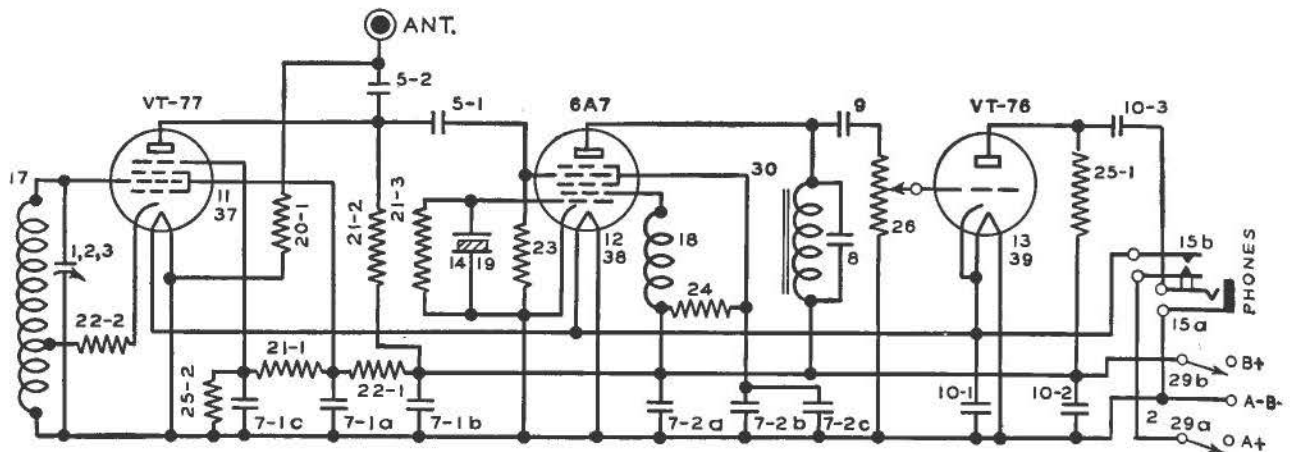 ANT.
5-2
VT-77
5-1
6A7
9
VT-76
10-3
17
11
37
20-1
21-2
21-3
30
25-1
1,2,3
14
19
23
12
38
18
8
26
13
39
15b
PHONES
22-2
24
15a
21-1
22-1
25-2
7-1c
7-1a
7-1b
7-2a
7-2b
7-2c
10-1
10-2
29b
B+
2
A-B-
29a
A+